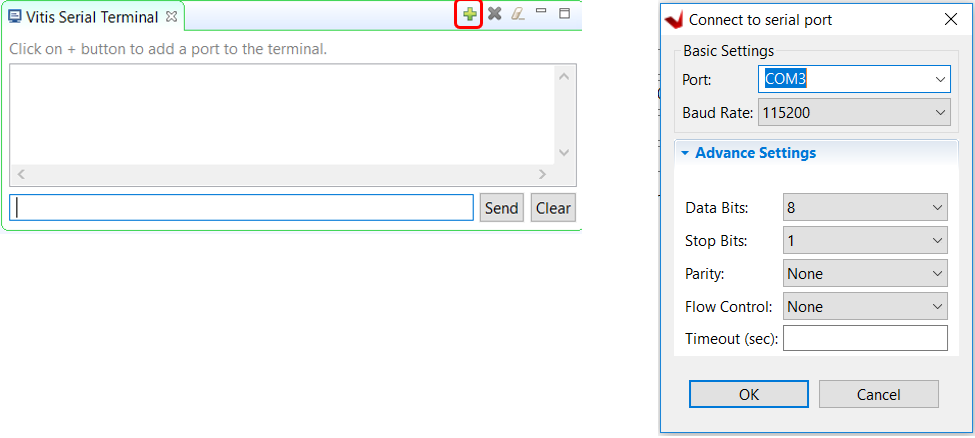 Vitis Serial Terminal
Click on + button to add a port to the terminal.
Send
Clear
Connect to serial port
Basic Settings
Port: COM3
Baud Rate: 115200
Advance Settings
Data Bits: 8
Stop Bits: 1
Parity: None
Flow Control: None
Timeout (sec):
OK
Cancel